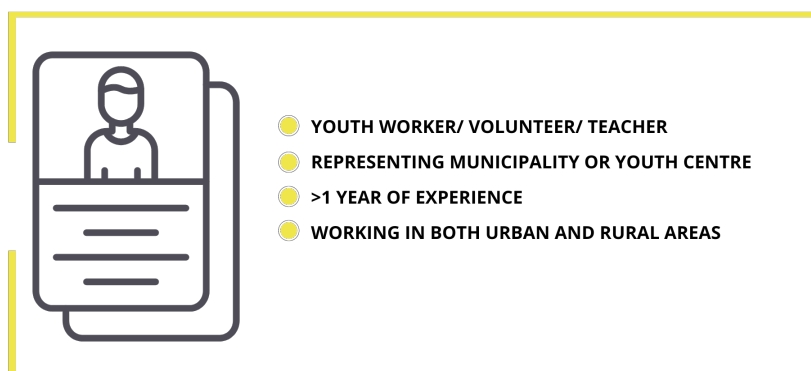 YOUTH WORKER/ VOLUNTEER/ TEACHER
REPRESENTING MUNICIPALITY OR YOUTH CENTRE
>1 YEAR OF EXPERIENCE
WORKING IN BOTH URBAN AND RURAL AREAS